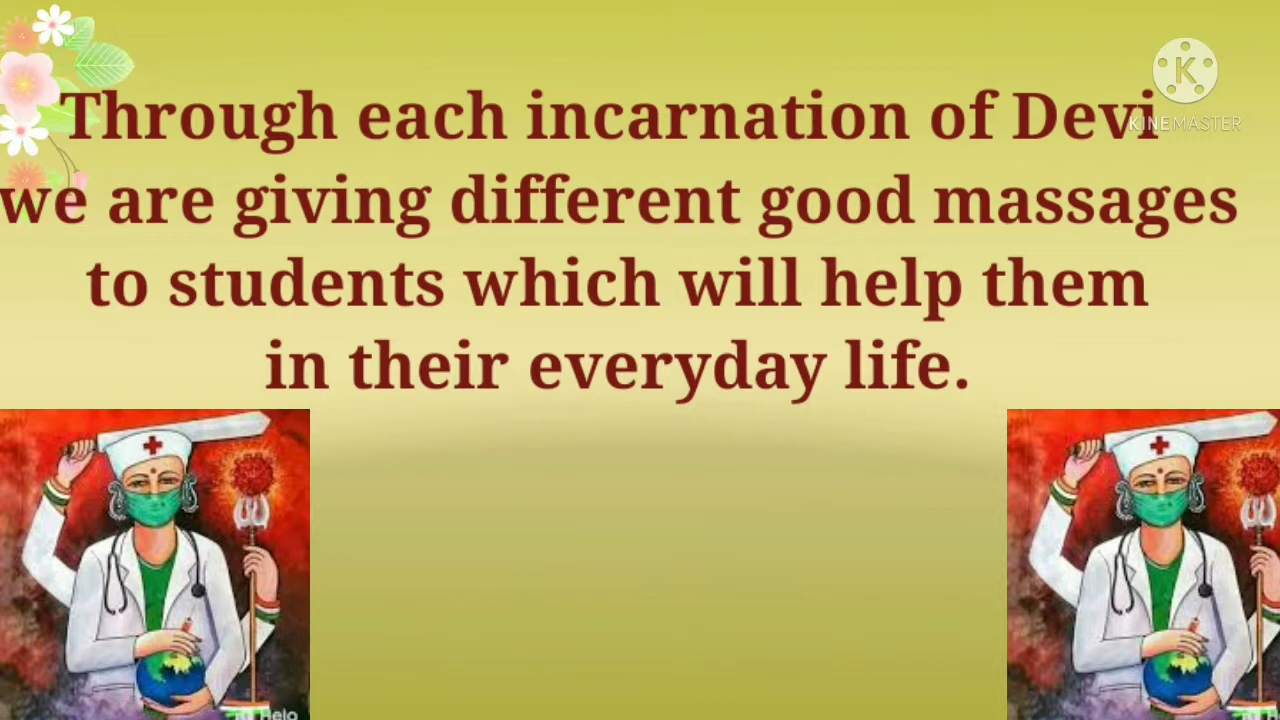 Through each incarnation of Devi
we are giving different good massages
to students which will help them
in their everyday life.
K
KINEMASTER
Help